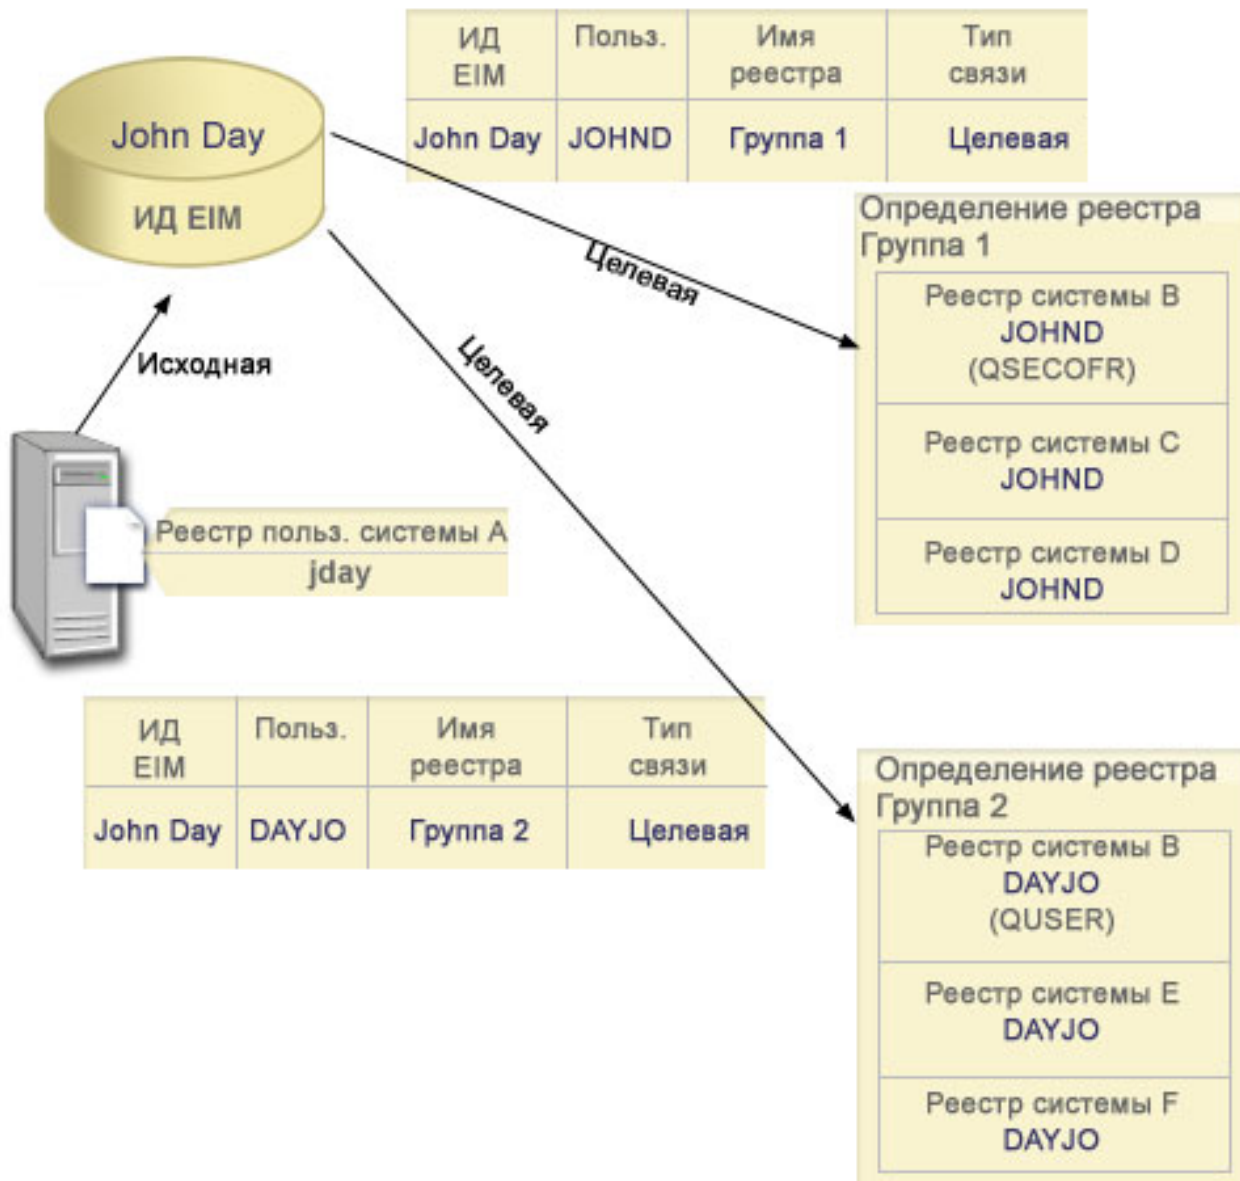 ИД EIM
Польз.
Имя реестра
Тип связи
John Day
JOHND
Группа 1
Целевая
John Day
ИД EIM
Целевая
Целевая
Исходная
Реестр польз. системы A
jday
Определение реестра
Группа 1
Реестр системы B
JOHND
(QSECOFR)
Реестр системы C
JOHND
Реестр системы D
JOHND
ИД EIM
Польз.
Имя реестра
Тип связи
John Day
DAYJO
Группа 2
Целевая
Определение реестра
Группа 2
Реестр системы B
DAYJO
(QUSER)
Реестр системы E
DAYJO
Реестр системы F
DAYJO